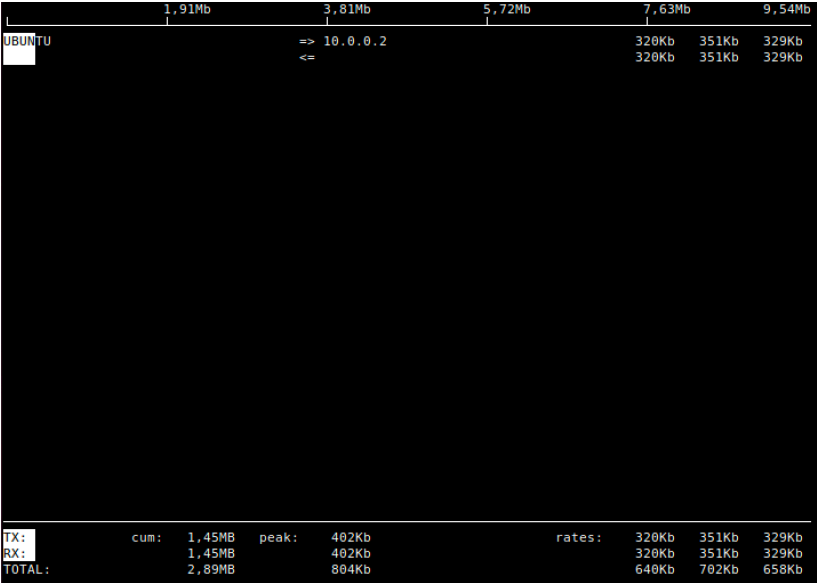 1,91Mb 3,81Mb 5,72Mb 7,63Mb 9,54Mb
UBUNTU => 10.0.0.2 320Kb 351Kb 329Kb
<= 320Kb 351Kb 329Kb
TX: cum: 1,45MB peak: 402Kb rates: 320Kb 351Kb 329Kb
RX: 1,45MB 402Kb 320Kb 351Kb 329Kb
TOTAL: 2,89MB 804Kb 640Kb 702Kb 658Kb